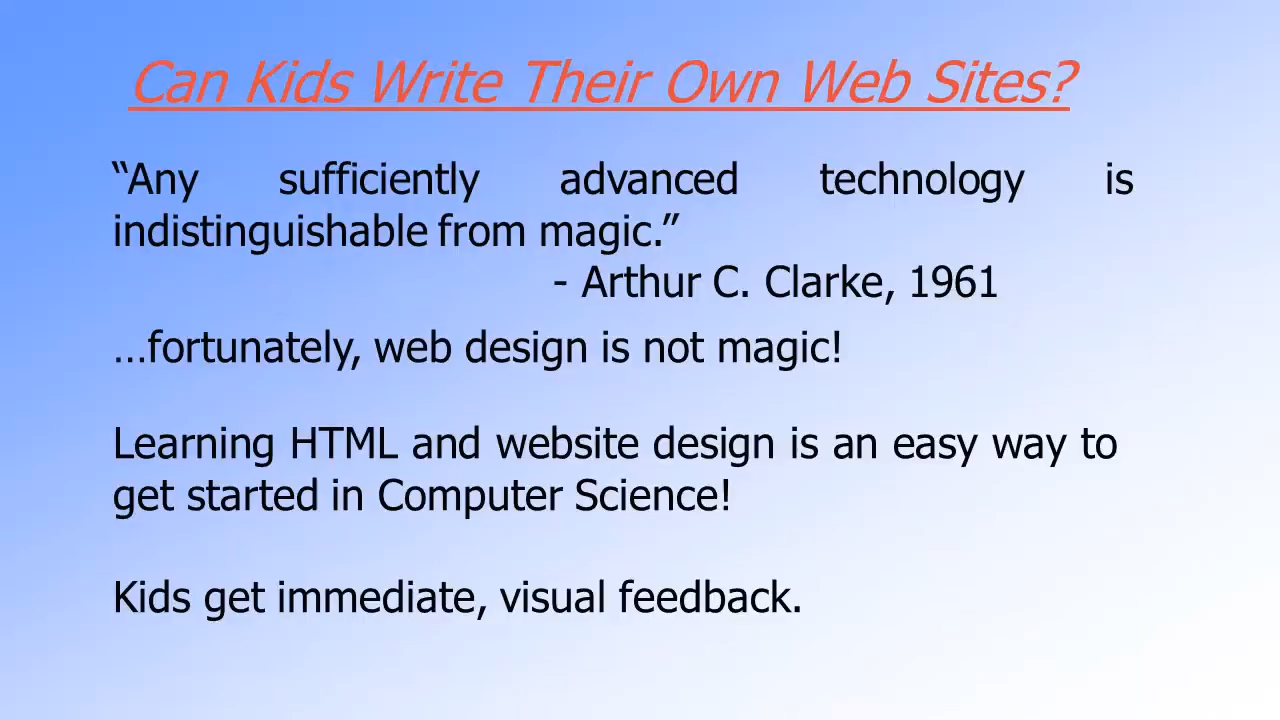 Can Kids Write Their Own Web Sites?
“Any sufficiently advanced technology is
indistinguishable from magic.”
- Arthur C. Clarke, 1961
…fortunately, web design is not magic!
Learning HTML and website design is an easy way to
get started in Computer Science!
Kids get immediate, visual feedback.